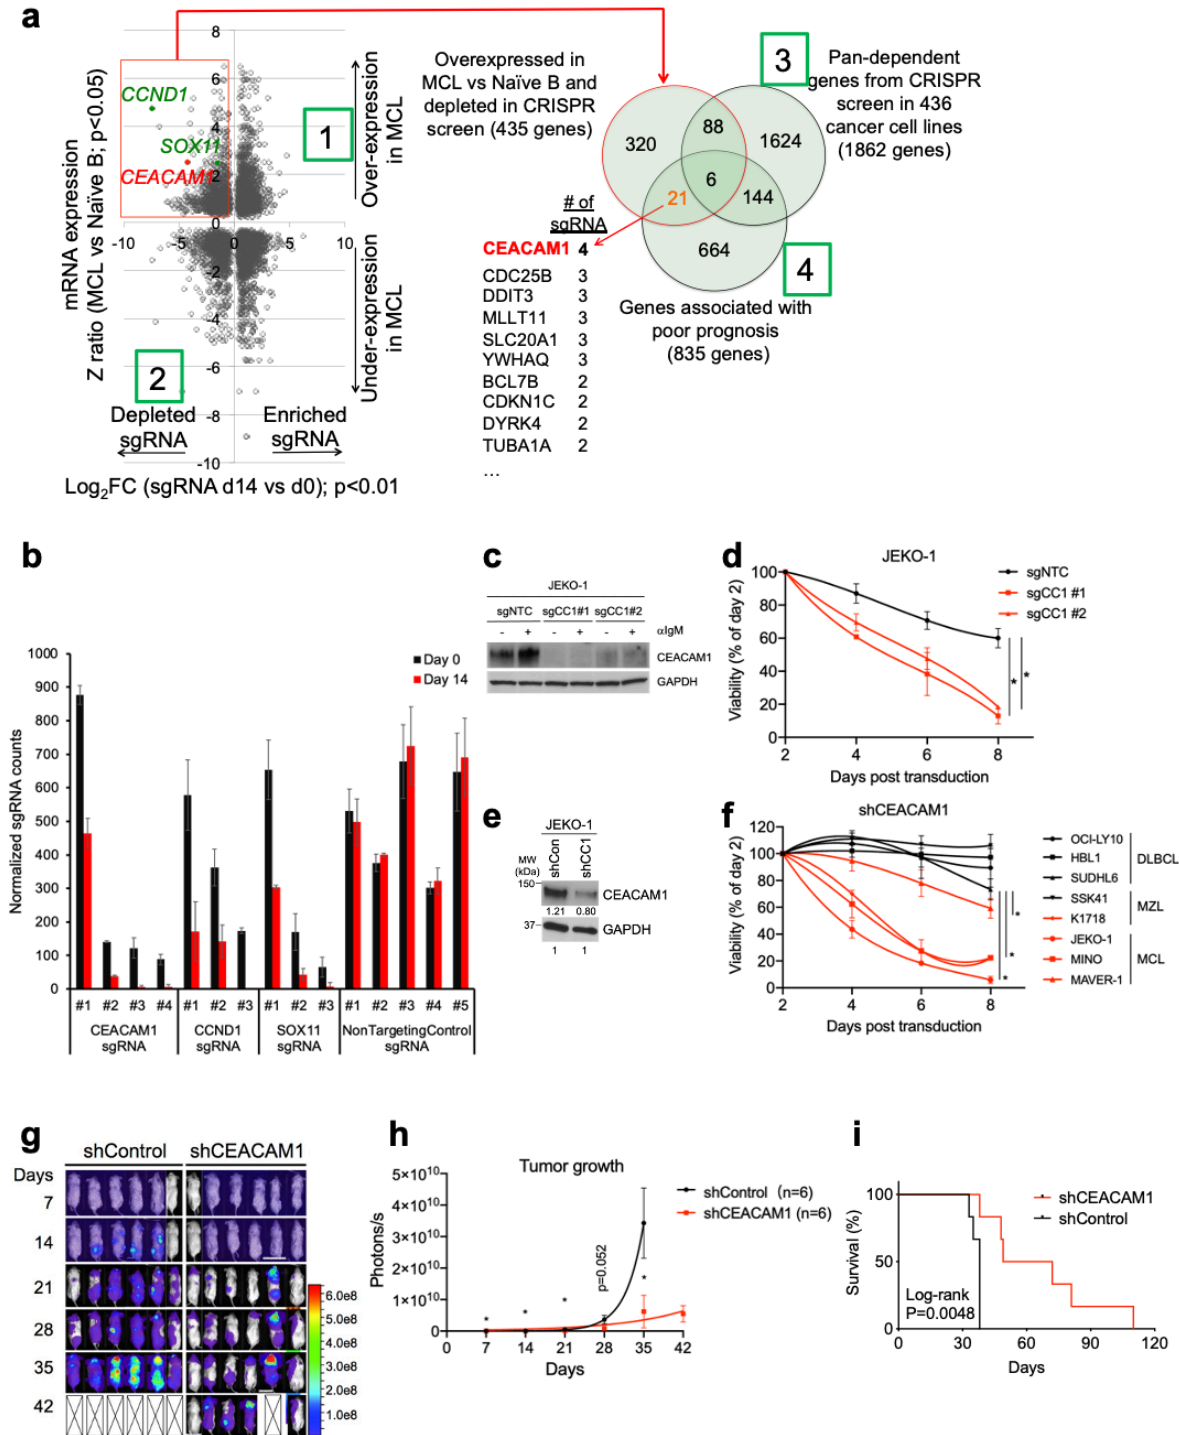 a
8
6
4
2
0
-2
-4
-6
-8
-10
-10
-5
0
5
10
CCND1
SOX11
CEACAM1
mRNA expression
Z ratio (MCL vs Naïve B; p<0.05)
1
2
Over-expression
in MCL
Under-expression
in MCL
Depleted
sgRNA
Enriched
sgRNA
Log2FC (sgRNA d14 vs d0); p<0.01
Overexpressed in
MCL vs Naïve B and
depleted in CRISPR
screen (435 genes)
3
Pan-dependent
genes from CRISPR
screen in 436
cancer cell lines
(1862 genes)
320
88
1624
6
21
144
664
4
Genes associated with
poor prognosis
(835 genes)
# of
sgRNA
CEACAM1 4
CDC25B 3
DDIT3 3
MLLT11 3
SLC20A1 3
YWHAQ 3
BCL7B 2
CDKN1C 2
DYRK4 2
TUBA1A 2
...
b
Normalized sgRNA counts
1000
900
800
700
600
500
400
300
200
100
0
Day 0
Day 14
#1 #2 #3 #4 #1 #2 #3 #1 #2 #3 #1 #2 #3 #4 #5
CEACAM1 CCND1 SOX11 NonTargetingControl
sgRNA sgRNA sgRNA sgRNA
c
JEKO-1
sgNTC sgCC1#1 sgCC1#2
- + - + - + αIgM
CEACAM1
GAPDH
d
JEKO-1
Viability (% of day 2)
100
80
60
40
20
0
2 4 6 8
Days post transduction
sgNTC
sgCC1 #1
sgCC1 #2
* *
e
JEKO-1
MW
(kDa)
shCon
shCC1
150
CEACAM1
1.21 0.80
37
GAPDH
1 1
f
shCEACAM1
Viability (% of day 2)
120
100
80
60
40
20
0
2 4 6 8
Days post transduction
*
*
*
OCI-LY10
HBL1
SUDHL6
DLBCL
SSK41
K1718
MZL
JEKO-1
MINO
MAVER-1
MCL
g
shControl shCEACAM1
Days
7
14
21
28
35
42
6.0e8
5.0e8
4.0e8
3.0e8
2.0e8
1.0e8
h
Tumor growth
Photons/s
5×10^10
4×10^10
3×10^10
2×10^10
1×10^10
0
0 7 14 21 28 35 42
Days
* * * p=0.052 *
shControl (n=6)
shCEACAM1 (n=6)
i
Survival (%)
100
50
0
0 30 60 90 120
Days
Log-rank
P=0.0048
shCEACAM1
shControl